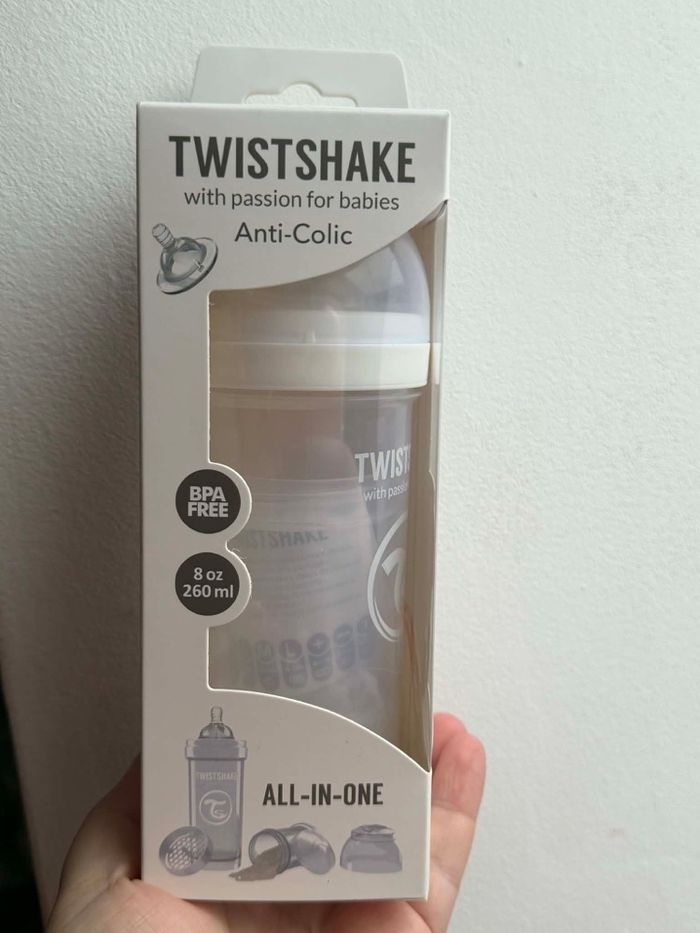 TWISTSHAKE
with passion for babies
Anti-Colic
TWIST
with passio
BPA
FREE
TWISTSHAKE
8 oz
260 ml
TWISTSHAKE
ALL-IN-ONE